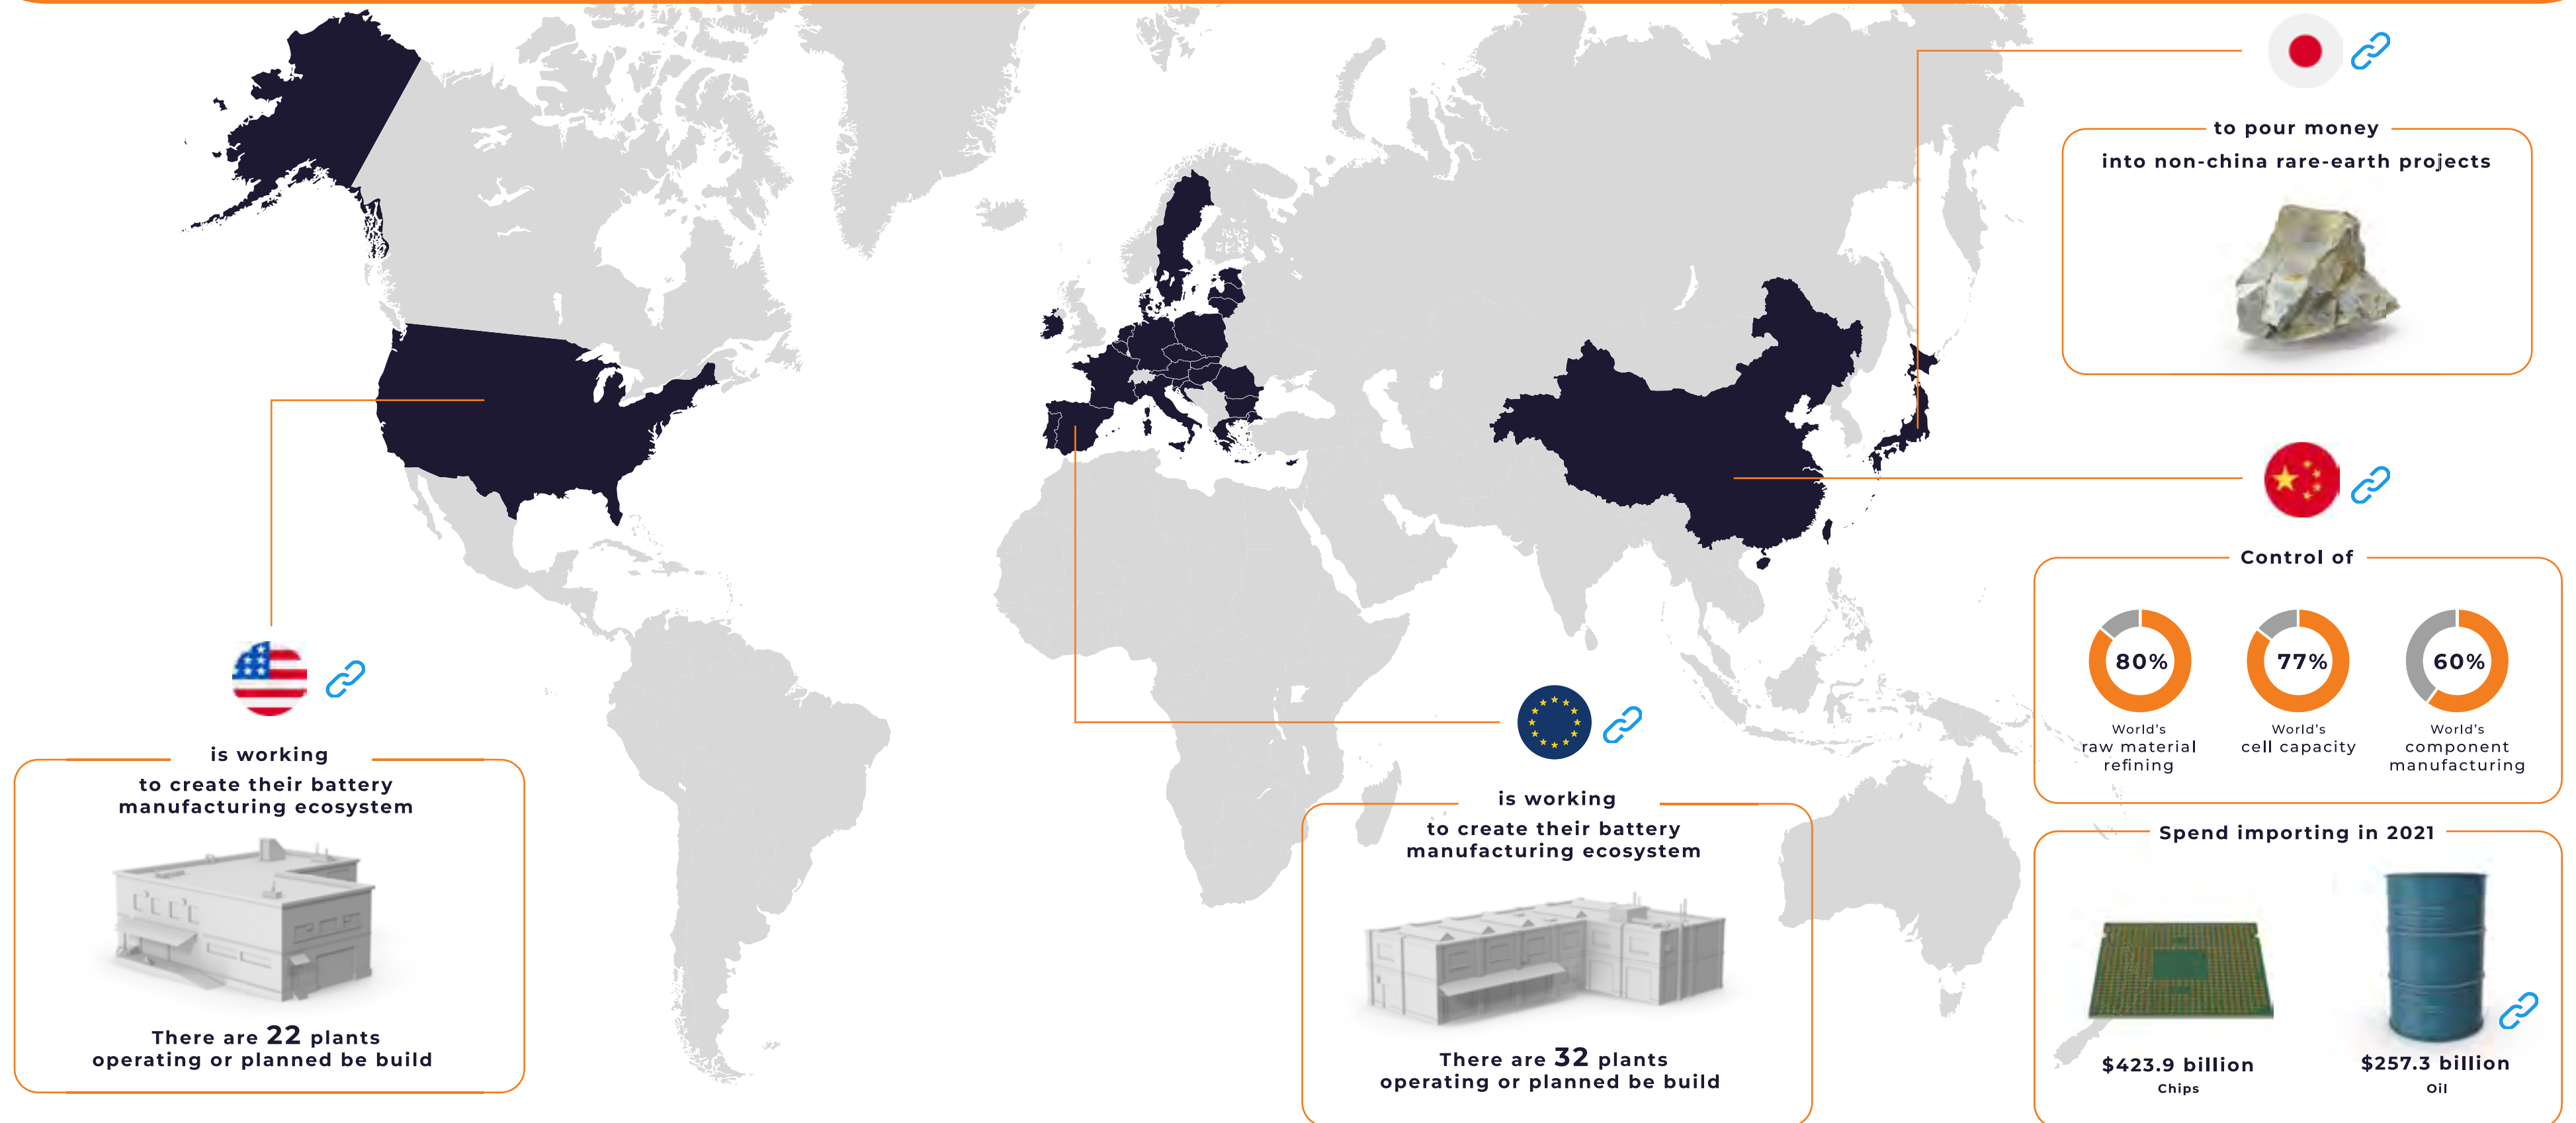 to pour money
into non-china rare-earth projects
Control of
80%
77%
60%
World's
raw material
refining
World's
cell capacity
World's
component
manufacturing
Spend importing in 2021
$423.9 billion
Chips
$257.3 billion
Oil
is working
to create their battery
manufacturing ecosystem
There are 22 plants
operating or planned be build
is working
to create their battery
manufacturing ecosystem
There are 32 plants
operating or planned be build